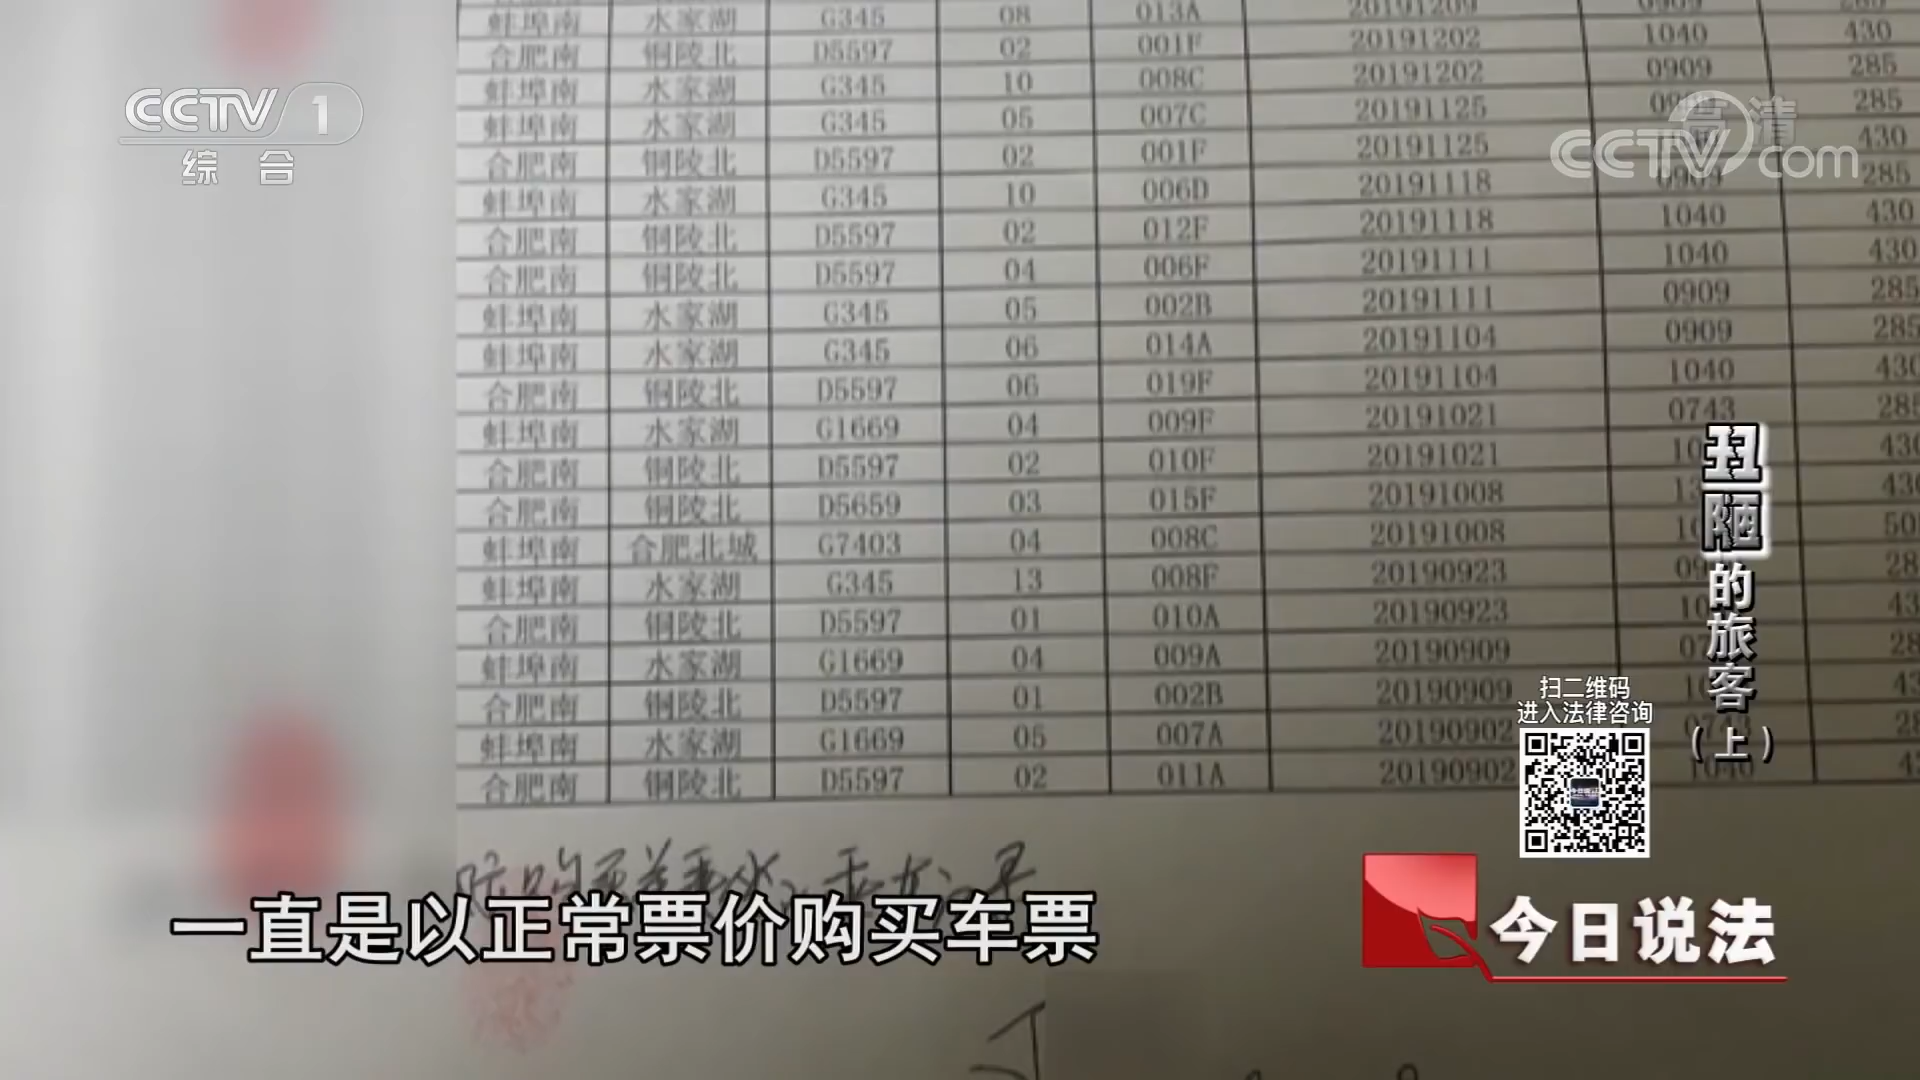 蚌埠南 水家湖 G345 08 013A 20191209 0909 285
合肥南 铜陵北 D5597 02 001F 20191202 1040 430
蚌埠南 水家湖 G345 10 008C 20191202 0909 285
蚌埠南 水家湖 G345 05 007C 20191125 285
合肥南 铜陵北 D5597 02 001F 20191125 430
蚌埠南 水家湖 G345 10 006D 20191118 0909 285
合肥南 铜陵北 D5597 02 012F 20191118 1040 430
合肥南 铜陵北 D5597 04 006F 20191111 1040 430
蚌埠南 水家湖 G345 05 002B 20191111 0909 285
蚌埠南 水家湖 G345 06 014A 20191104 0909 285
合肥南 铜陵北 D5597 06 019F 20191104 1040 430
蚌埠南 水家湖 G1669 04 009F 20191021 0743 285
合肥南 铜陵北 D5597 02 010F 20191021 430
合肥南 铜陵北 D5659 03 015F 20191008 430
蚌埠南 合肥北城 G7403 04 008C 20191008
蚌埠南 水家湖 G345 13 008F 20190923
合肥南 铜陵北 D5597 01 010A 20190923
蚌埠南 水家湖 G1669 04 009A 20190909
合肥南 铜陵北 D5597 01 002B 20190909
蚌埠南 水家湖 G1669 05 007A 20190902
合肥南 铜陵北 D5597 02 011A 20190902 1040
CCTV 1
综合
高清
CCTV com
丑陋的旅客(上)
扫二维码
进入法律咨询
今日说法
一直是以正常票价购买车票